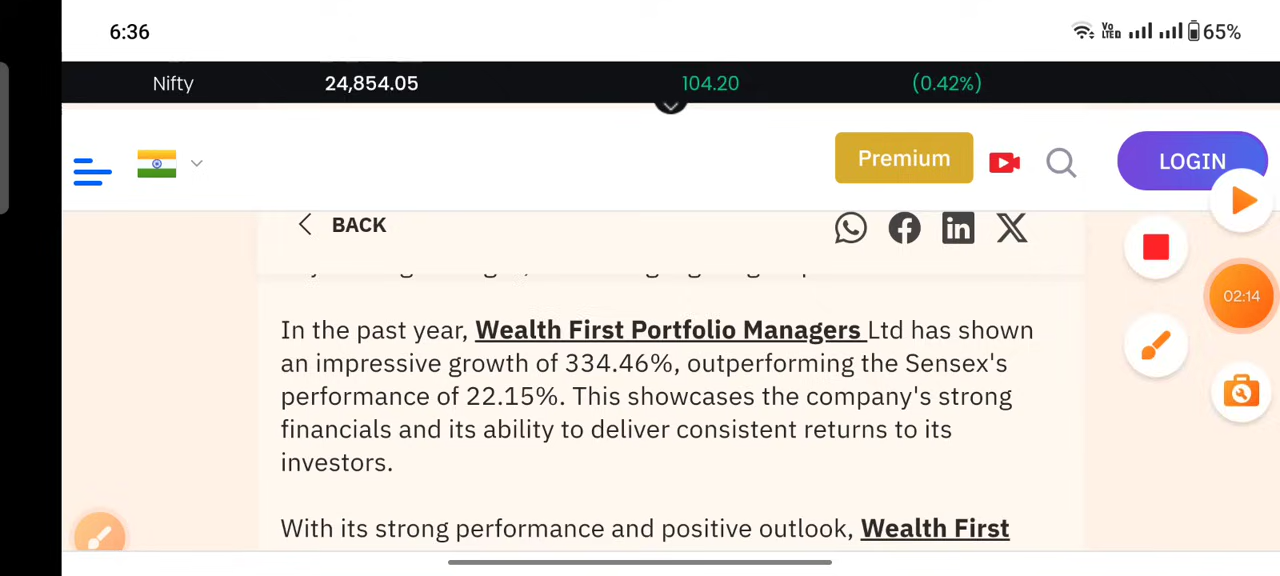 6:36
Vo LTED 65%
Nifty 24,854.05 104.20 (0.42%)
Premium LOGIN
BACK
In the past year, Wealth First Portfolio Managers Ltd has shown
an impressive growth of 334.46%, outperforming the Sensex's
performance of 22.15%. This showcases the company's strong
financials and its ability to deliver consistent returns to its
investors.
02:14
With its strong performance and positive outlook, Wealth First